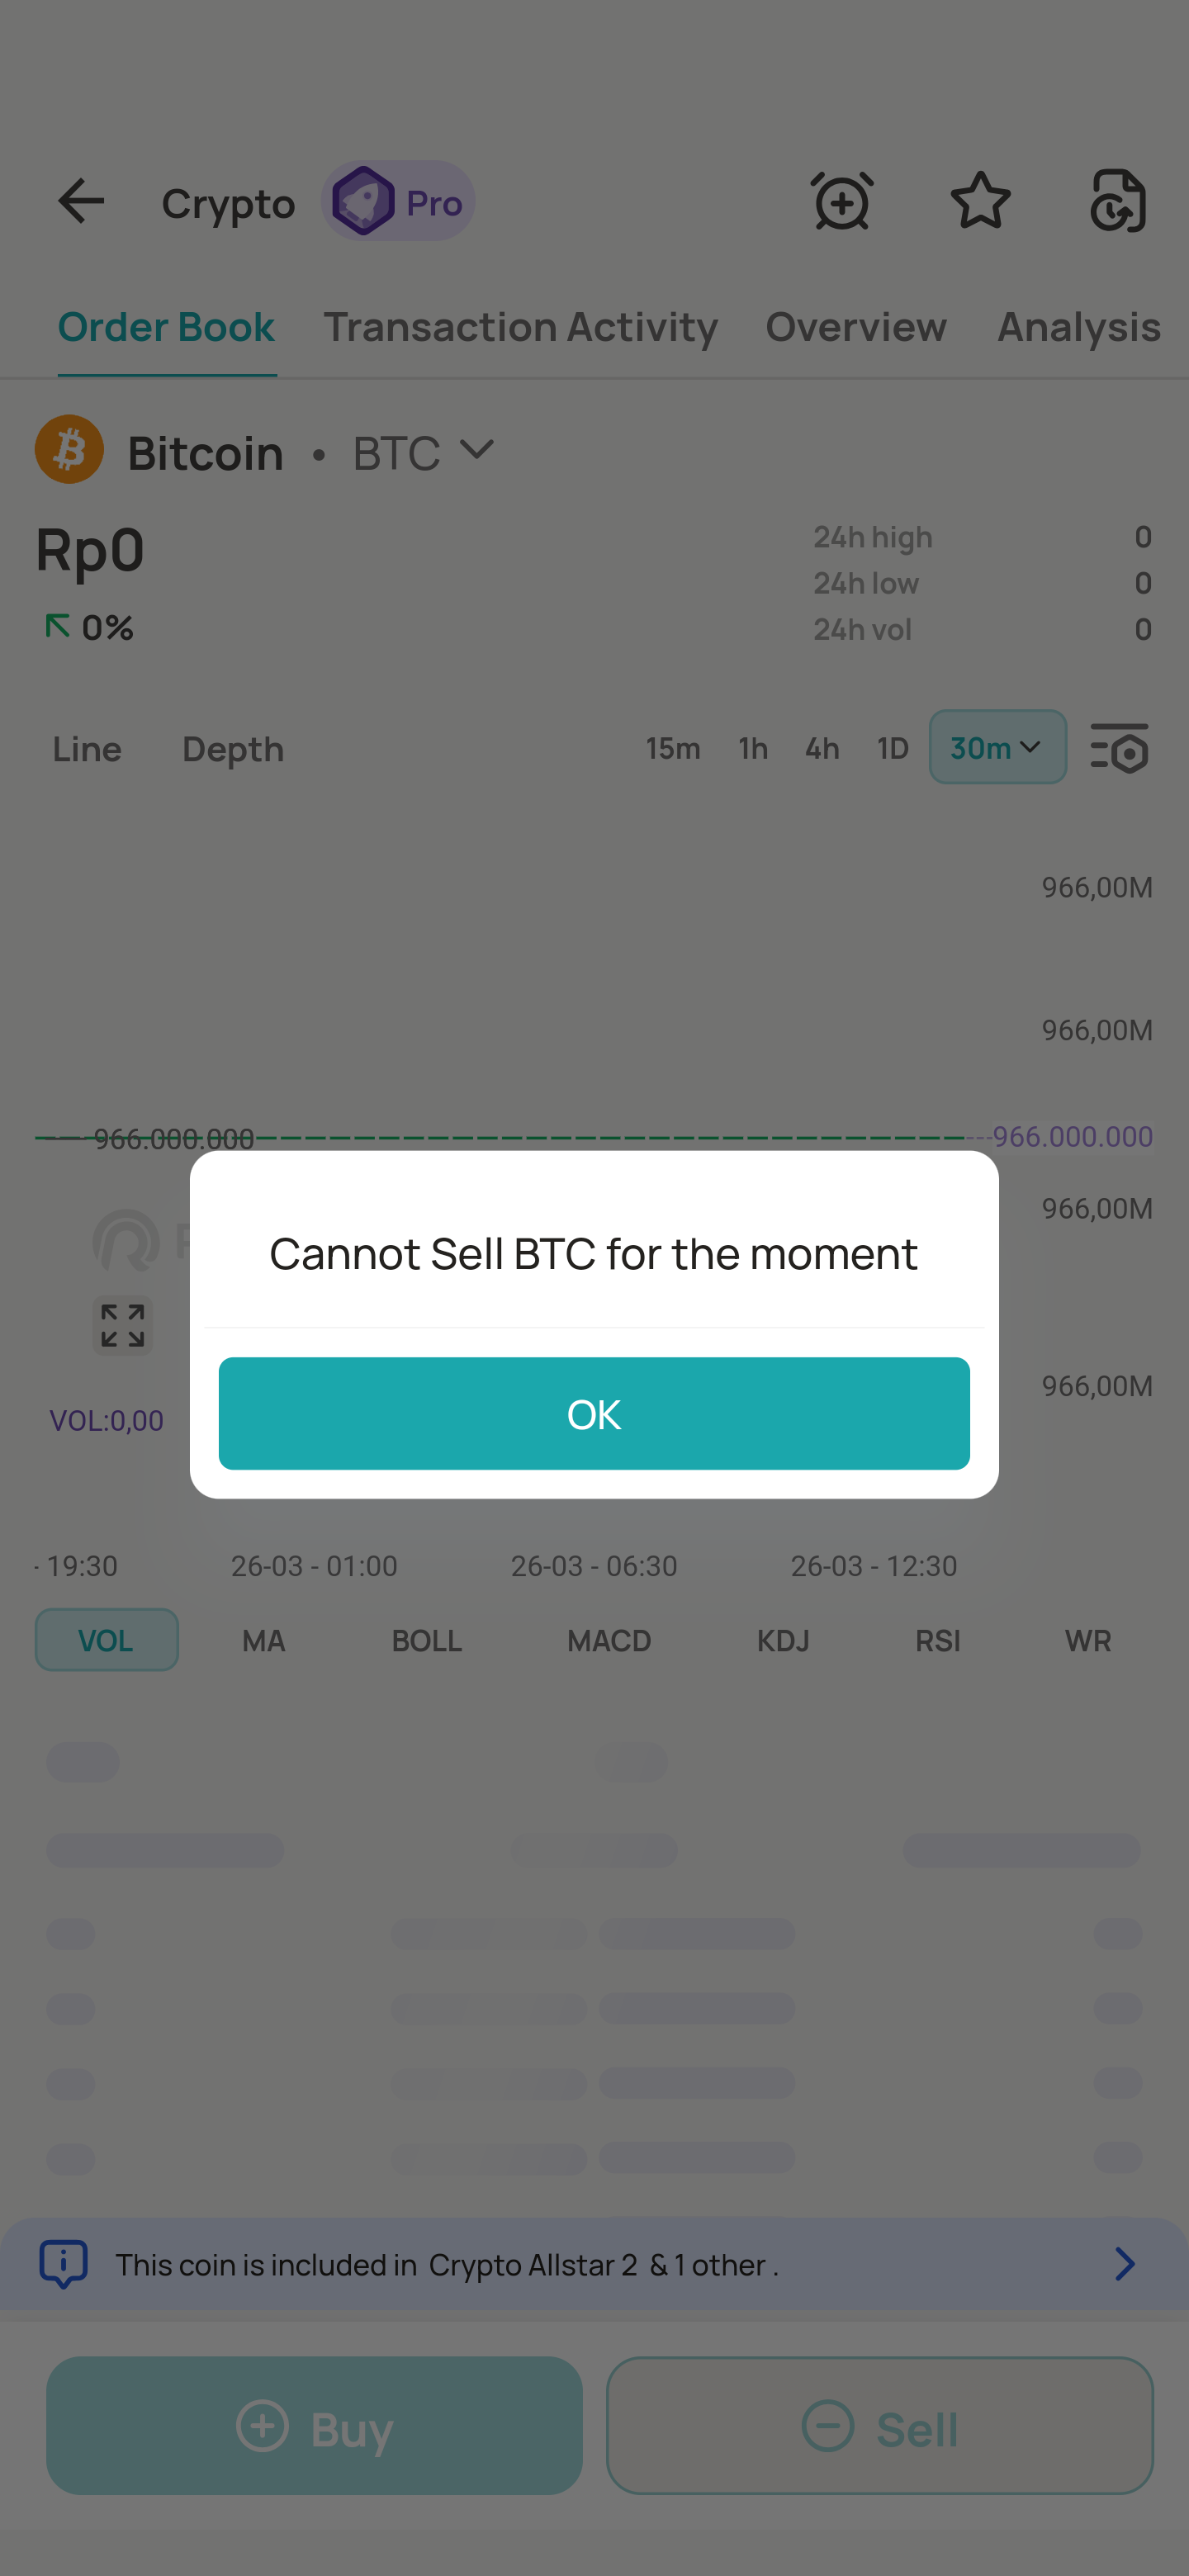 Crypto Pro
Order Book Transaction Activity Overview Analysis
Bitcoin • BTC
Rp0
0%
24h high 0
24h low 0
24h vol 0
Line Depth 15m 1h 4h 1D 30m
966,00M
966,00M
966.000.000 966.000.000
966,00M
Cannot Sell BTC for the moment
OK
966,00M
VOL:0,00
- 19:30 26-03 - 01:00 26-03 - 06:30 26-03 - 12:30
VOL MA BOLL MACD KDJ RSI WR
This coin is included in Crypto Allstar 2 & 1 other .
Buy Sell